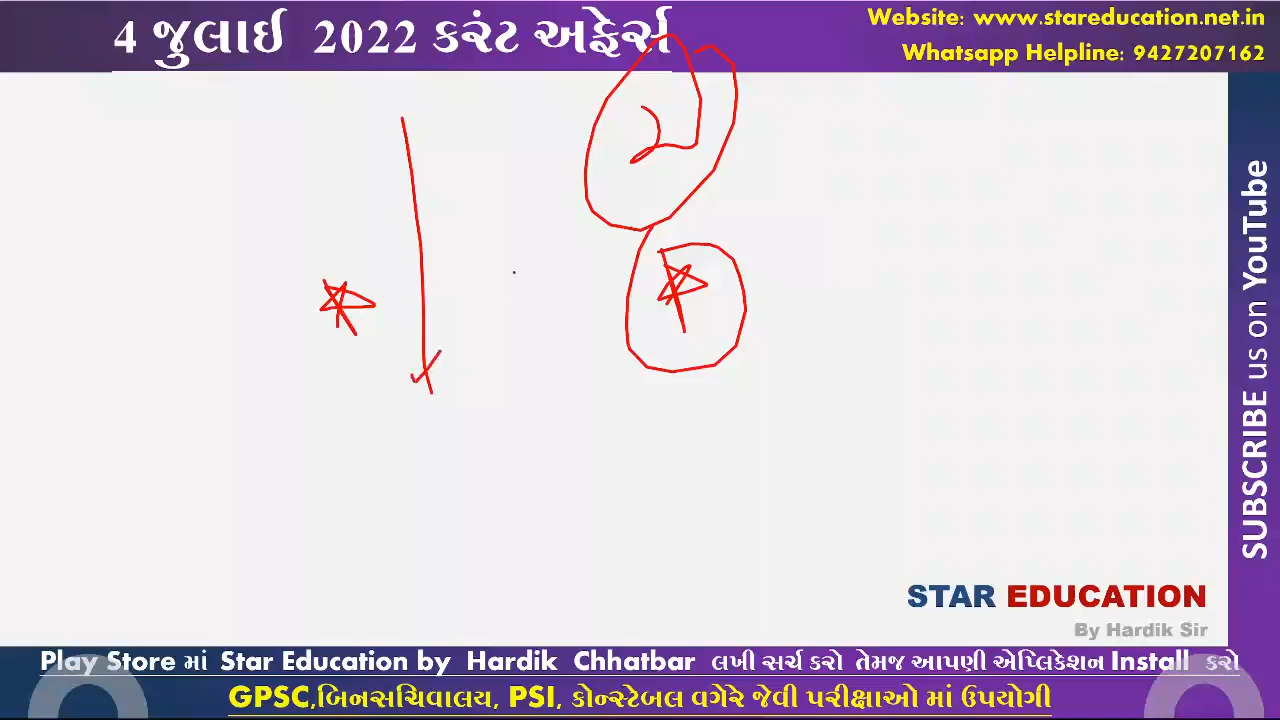 4 જુલાઈ 2022 કરંટ અફેર્સ
Website: www.stareducation.net.in
Whatsapp Helpline: 9427207162
SUBSCRIBE us on YouTube
STAR EDUCATION
By Hardik Sir
Play Store માં Star Education by Hardik Chhatbar લખી સર્ચ કરો તેમજ આપણી એપ્લિકેશન Install કરો
GPSC,બિનસચિવાલય, PSI, કોન્સ્ટેબલ વગેરે જેવી પરીક્ષાઓ માં ઉપયોગી